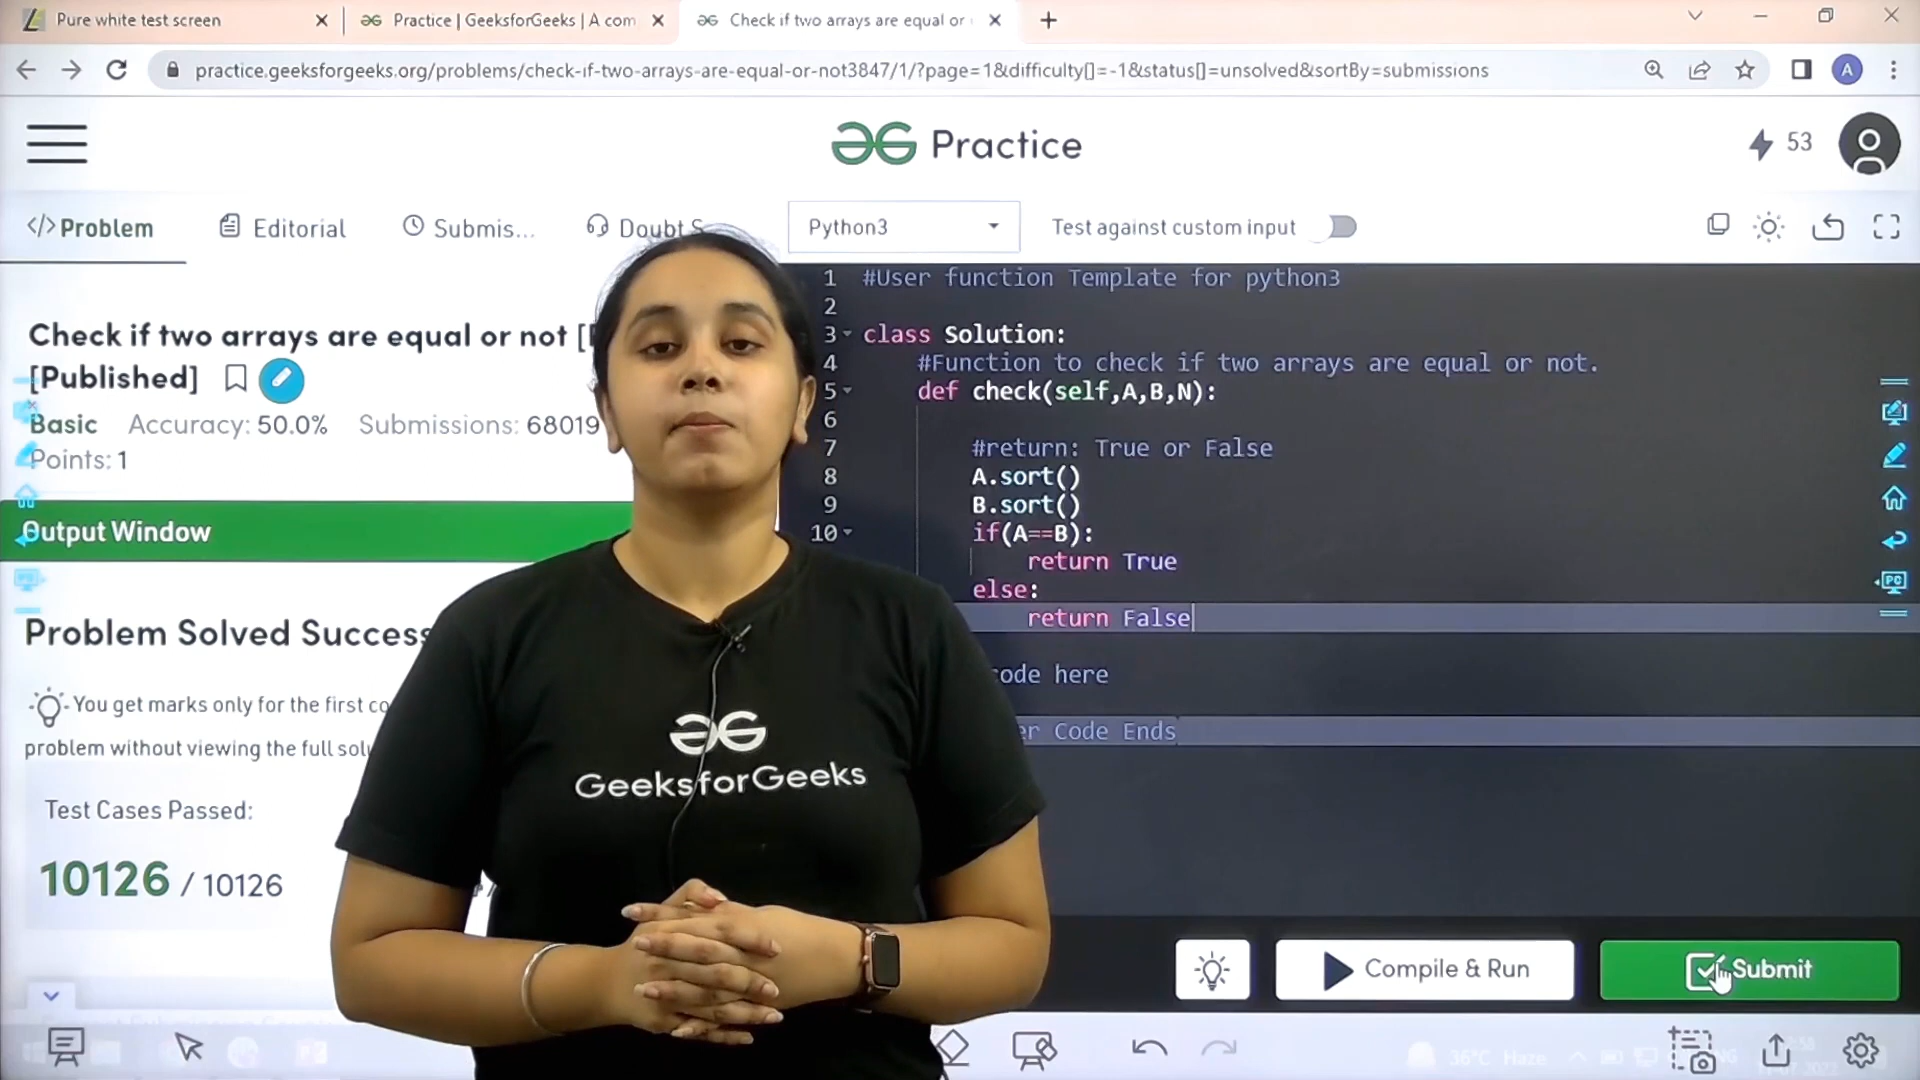 Pure white test screen
Practice | GeeksforGeeks | A com
Check if two arrays are equal or
practice.geeksforgeeks.org/problems/check-if-two-arrays-are-equal-or-not3847/1/?page=1&difficulty[]=-1&status[]=unsolved&sortBy=submissions
A
Practice
53
</> Problem
Editorial
Submis...
Doubt S
Python3
Test against custom input
Check if two arrays are equal or not [
[Published]
Basic Accuracy: 50.0% Submissions: 68019
Points: 1
Output Window
Problem Solved Success
You get marks only for the first co
problem without viewing the full solu
Test Cases Passed:
10126 / 10126
1 #User function Template for python3
2
3 class Solution:
4 #Function to check if two arrays are equal or not.
5 def check(self,A,B,N):
6
7 #return: True or False
8 A.sort()
9 B.sort()
10 if(A==B):
return True
else:
return False
code here
er Code Ends
GeeksforGeeks
Compile & Run
Submit
PC
36°C Haze